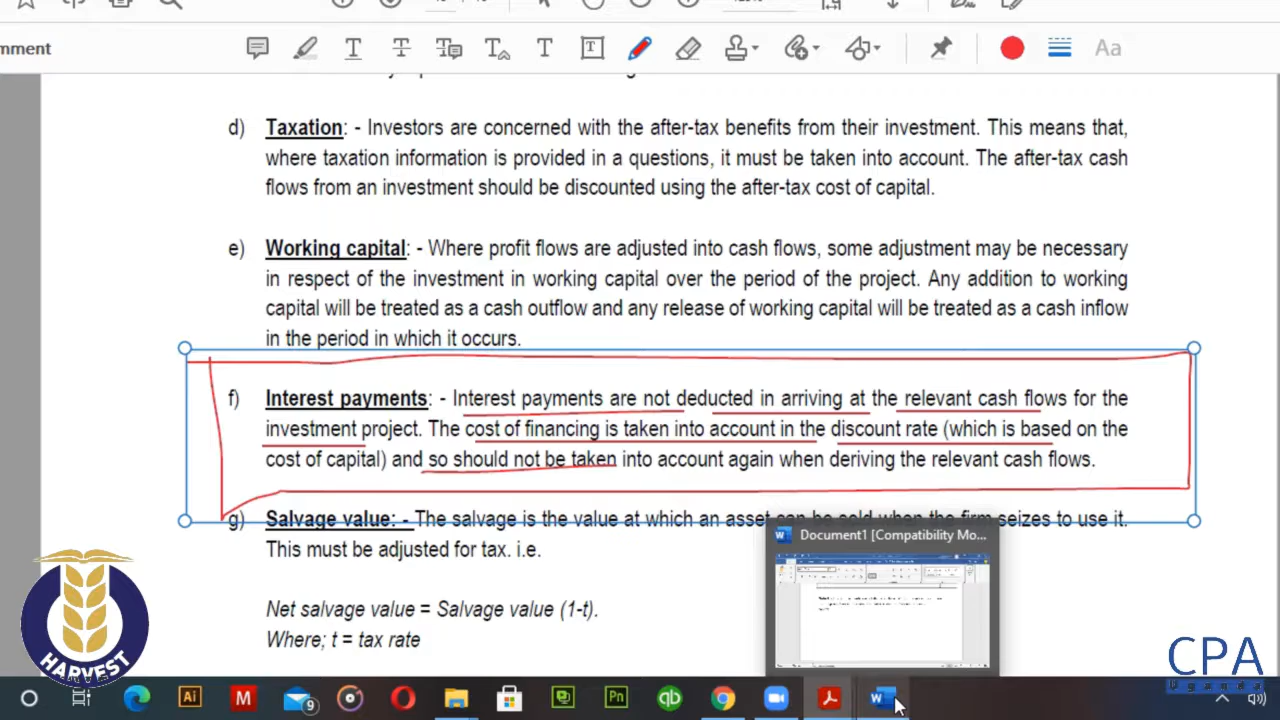 mment
T T T T T T
Aa
d) Taxation: - Investors are concerned with the after-tax benefits from their investment. This means that,
where taxation information is provided in a questions, it must be taken into account. The after-tax cash
flows from an investment should be discounted using the after-tax cost of capital.
e) Working capital: - Where profit flows are adjusted into cash flows, some adjustment may be necessary
in respect of the investment in working capital over the period of the project. Any addition to working
capital will be treated as a cash outflow and any release of working capital will be treated as a cash inflow
in the period in which it occurs.
f) Interest payments: - Interest payments are not deducted in arriving at the relevant cash flows for the
investment project. The cost of financing is taken into account in the discount rate (which is based on the
cost of capital) and so should not be taken into account again when deriving the relevant cash flows.
g) Salvage value: - The salvage is the value at which an asset can be sold when the firm seizes to use it.
This must be adjusted for tax. i.e.
Document1 [Compatibility Mo...
Net salvage value = Salvage value (1-t).
Where; t = tax rate
HARVEST
CPA
Uganda
Ai M 9 Pn qb W